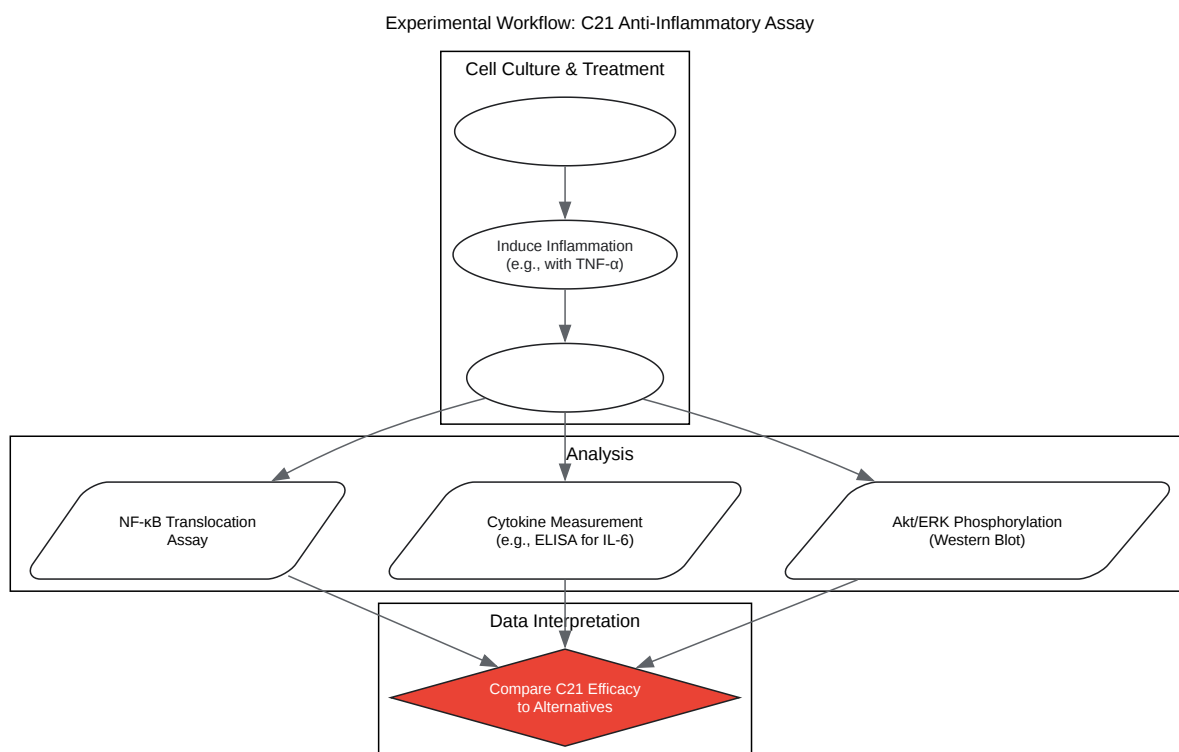 Experimental Workflow: C21 Anti-Inflammatory Assay
Cell Culture & Treatment
Induce Inflammation
(e.g., with TNF-α)
Analysis
NF-κB Translocation
Assay
Cytokine Measurement
(e.g., ELISA for IL-6)
Akt/ERK Phosphorylation
(Western Blot)
Data Interpretation
Compare C21 Efficacy
to Alternatives